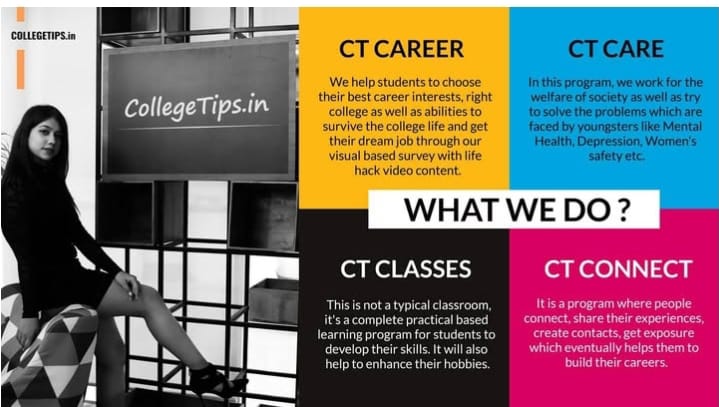 COLLEGETIPS.in
CollegeTips.in
CT CAREER
We help students to choose
their best career interests, right
college as well as abilities to
survive the college life and get
their dream job through our
visual based survey with life
hack video content.
CT CARE
In this program, we work for the
welfare of society as well as try
to solve the problems which are
faced by youngsters like Mental
Health, Depression, Women's
safety etc.
WHAT WE DO ?
CT CLASSES
This is not a typical classroom,
it's a complete practical based
learning program for students to
develop their skills. It will also
help to enhance their hobbies.
CT CONNECT
It is a program where people
connect, share their experiences,
create contacts, get exposure
which eventually helps them to
build their careers.